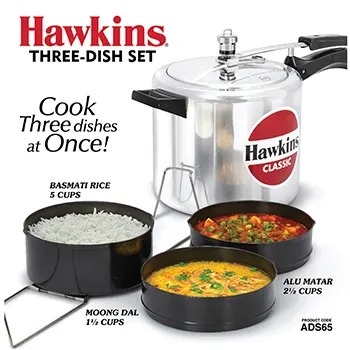 Hawkins®
THREE-DISH SET
Cook
Three dishes
at Once!
Hawkins
CLASSIC
BASMATI RICE
5 CUPS
ALU MATAR
2½ CUPS
MOONG DAL
1½ CUPS
PRODUCT CODE
ADS65